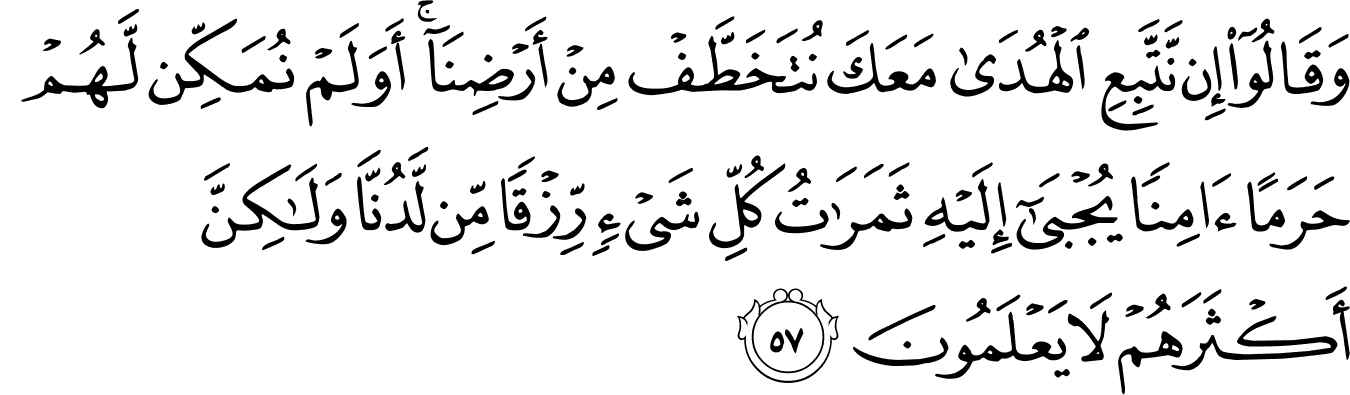 وَقَالُوٓا۟ إِن نَّتَّبِعِ ٱلْهُدَىٰ مَعَكَ نُتَخَطَّفْ مِنْ أَرْضِنَآ ۚ أَوَلَمْ نُمَكِّن لَّهُمْ
حَرَمًا ءَامِنًا يُجْبَىٰٓ إِلَيْهِ ثَمَرَٰتُ كُلِّ شَىْءٍ رِّزْقًا مِّن لَّدُنَّا وَلَـٰكِنَّ
أَكْثَرَهُمْ لَا يَعْلَمُونَ ٥٧